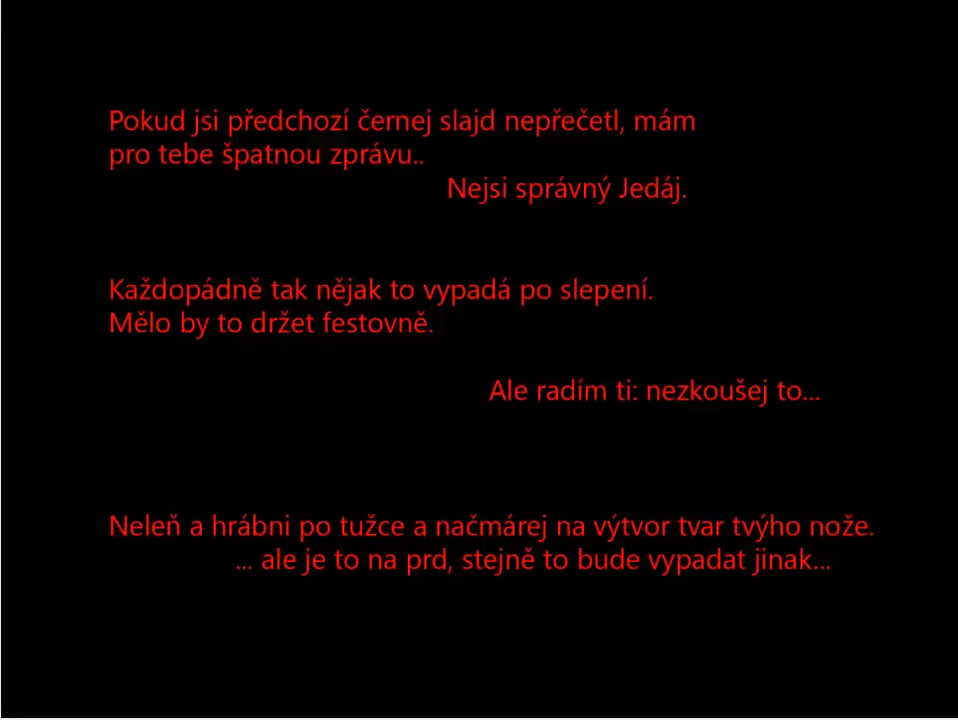 Pokud jsi předchozí černej slajd nepřečetl, mám
pro tebe špatnou zprávu..
Nejsi správný Jedáj.
Každopádně tak nějak to vypadá po slepení.
Mělo by to držet festovně.
Ale radím ti: nezkoušej to...
Neleň a hrábni po tužce a načmárej na výtvor tvar tvýho nože.
... ale je to na prd, stejně to bude vypadat jinak...